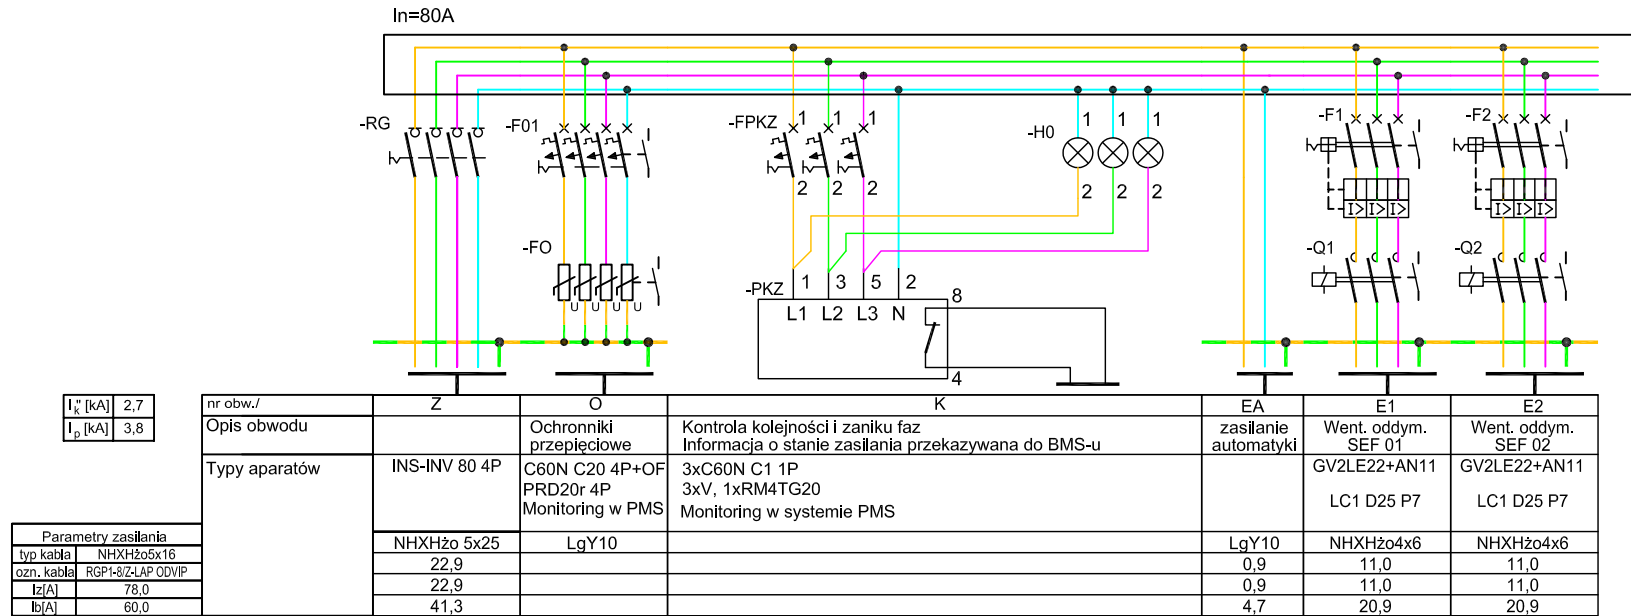 In=80A
-RG
-F01
-FPKZ
1
1
1
-H0
1
1
1
-F1
-F2
2
2
2
2
2
2
I>
I>
I>
I>
I>
I>
-FO
-Q1
-Q2
U
U
U
U
-PKZ
1
3
5
2
8
L1
L2
L3
N
4
Ik" [kA] 2,7
Ip [kA] 3,8
nr obw./ Z O K EA E1 E2
Opis obwodu
Ochronniki
przepięciowe
Kontrola kolejności i zaniku faz
Informacja o stanie zasilania przekazywana do BMS-u
zasilanie
automatyki
Went. oddym.
SEF 01
Went. oddym.
SEF 02
Typy aparatów
INS-INV 80 4P
C60N C20 4P+OF
PRD20r 4P
Monitoring w PMS
3xC60N C1 1P
3xV, 1xRM4TG20
Monitoring w systemie PMS
GV2LE22+AN11
LC1 D25 P7
GV2LE22+AN11
LC1 D25 P7
Parametry zasilania
typ kabla NHXHżo5x16
ozn. kabla RGP1-8/Z-LAP ODVIP
Iz[A] 78,0
Ib[A] 60,0
NHXHżo 5x25 LgY10 LgY10 NHXHżo4x6 NHXHżo4x6
22,9 0,9 11,0 11,0
22,9 0,9 11,0 11,0
41,3 4,7 20,9 20,9